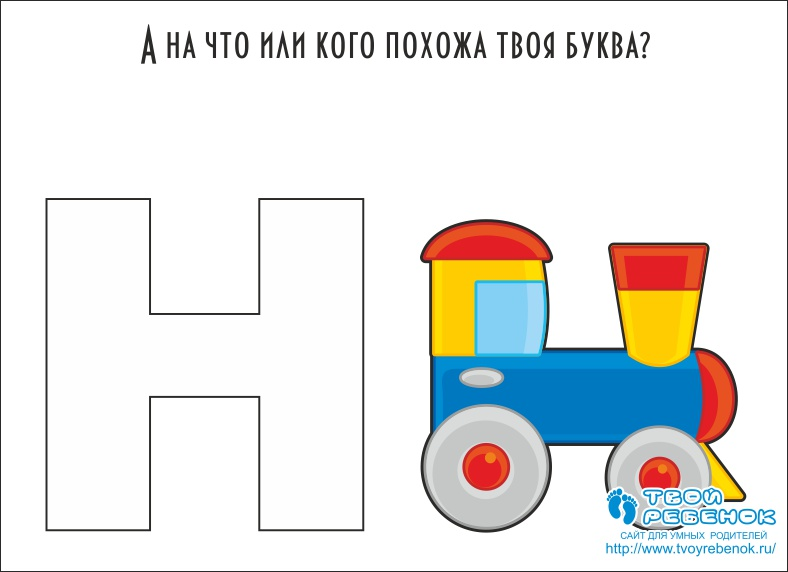 А НА ЧТО ИЛИ КОГО ПОХОЖА ТВОЯ БУКВА?
Н
ТВОЙ
РЕБЕНОК
САЙТ ДЛЯ УМНЫХ РОДИТЕЛЕЙ
http://www.tvoyrebenok.ru/